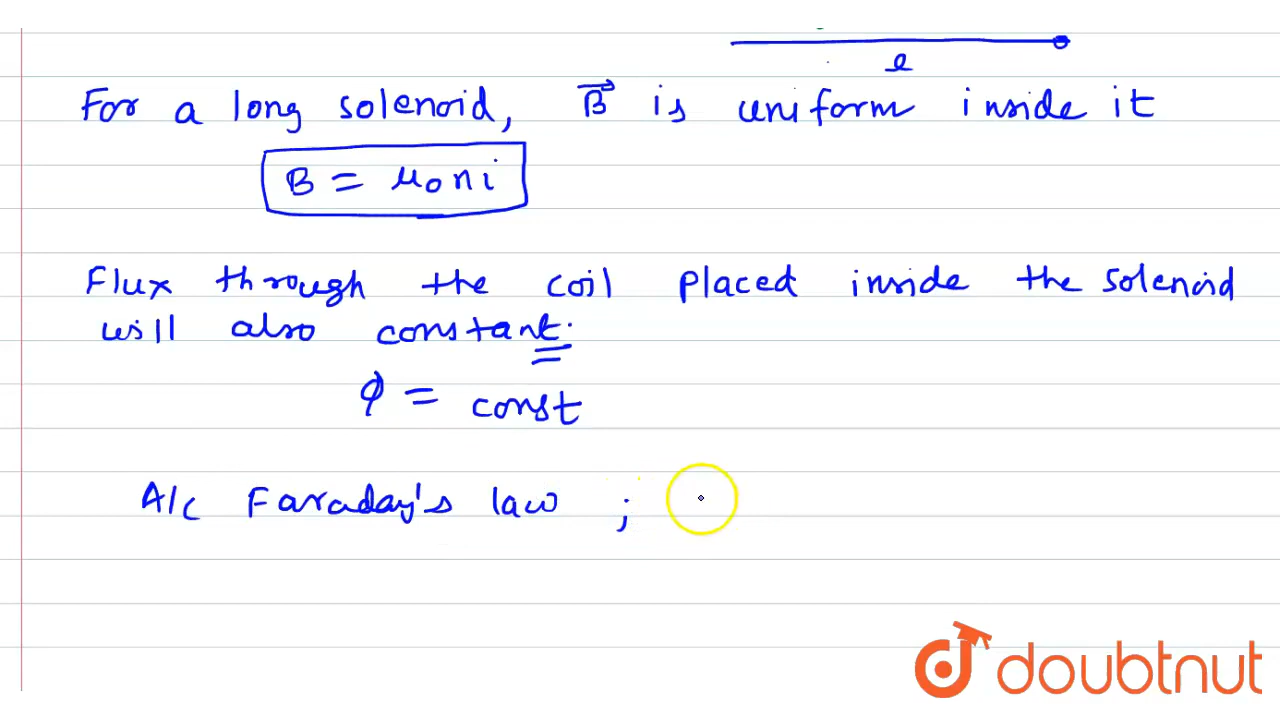 l
For a long solenoid, B⃗ is uniform inside it
B = μ₀ni
Flux through the coil placed inside the solenoid
will also constant.
φ = const
A/c Faraday's law ;
doubtnut